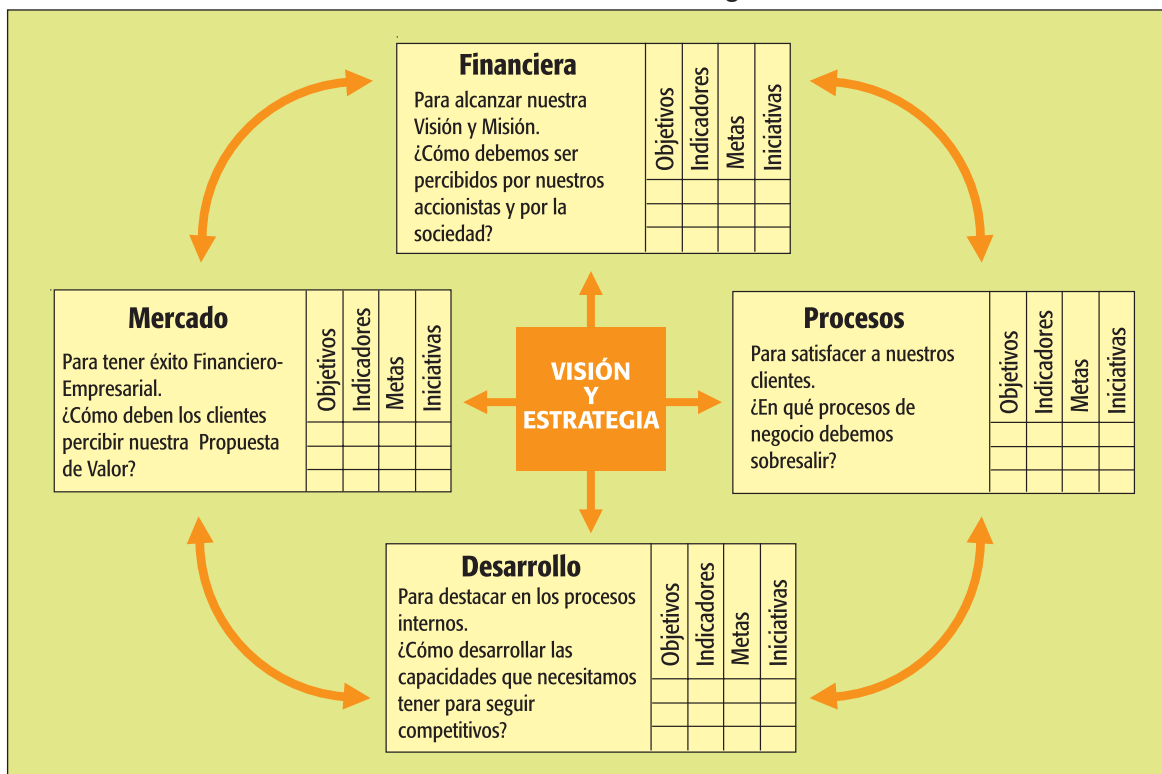 Financiera
Para alcanzar nuestra
Visión y Misión.
¿Cómo debemos ser
percibidos por nuestros
accionistas y por la
sociedad?
Objetivos
Indicadores
Metas
Iniciativas
Mercado
Para tener éxito Financiero-
Empresarial.
¿Cómo deben los clientes
percibir nuestra Propuesta
de Valor?
Objetivos
Indicadores
Metas
Iniciativas
VISIÓN
Y
ESTRATEGIA
Procesos
Para satisfacer a nuestros
clientes.
¿En qué procesos de
negocio debemos
sobresalir?
Objetivos
Indicadores
Metas
Iniciativas
Desarrollo
Para destacar en los procesos
internos.
¿Cómo desarrollar las
capacidades que necesitamos
tener para seguir
competitivos?
Objetivos
Indicadores
Metas
Iniciativas